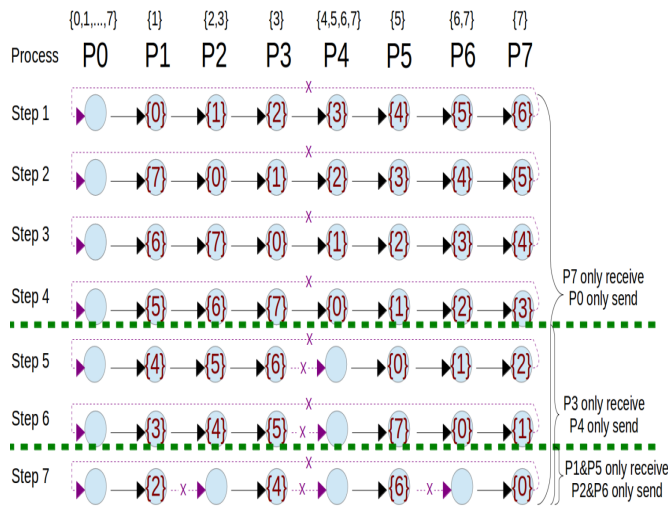 {0,1,...,7} {1} {2,3} {3} {4,5,6,7} {5} {6,7} {7}
Process P0 P1 P2 P3 P4 P5 P6 P7
x
Step 1 {0} {1} {2} {3} {4} {5} {6}
x
Step 2 {7} {0} {1} {2} {3} {4} {5}
x
Step 3 {6} {7} {0} {1} {2} {3} {4}
P7 only receive
P0 only send
x
Step 4 {5} {6} {7} {0} {1} {2} {3}
x
Step 5 {4} {5} {6} x {0} {1} {2}
P3 only receive
P4 only send
x
Step 6 {3} {4} {5} x {7} {0} {1}
x
Step 7 {2} x {4} x {6} x {0}
P1&P5 only receive
P2&P6 only send